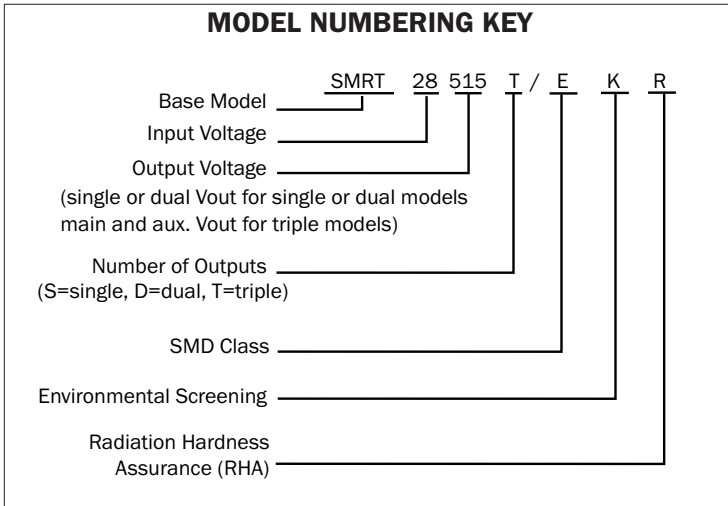 MODEL NUMBERING KEY
SMRT 28 515 T / E K R
Base Model
Input Voltage
Output Voltage
(single or dual Vout for single or dual models
main and aux. Vout for triple models)
Number of Outputs
(S=single, D=dual, T=triple)
SMD Class
Environmental Screening
Radiation Hardness
Assurance (RHA)